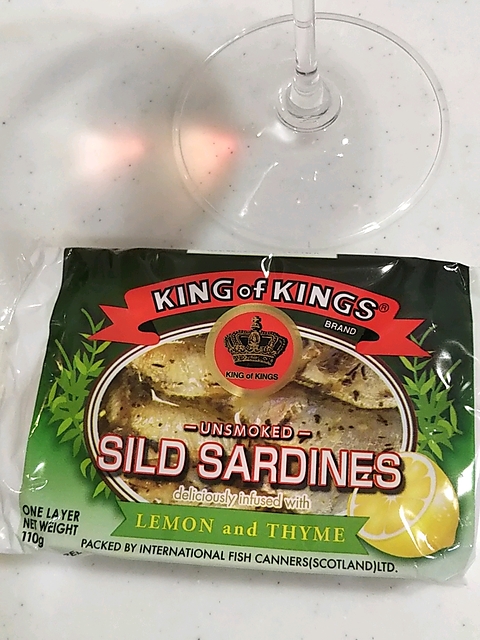 KING of KINGS®
BRAND
KING of KINGS
UNSMOKED
SILD SARDINES
deliciously infused with
LEMON and THYME
ONE LAYER
NET WEIGHT
110g
PACKED BY INTERNATIONAL FISH CANNERS(SCOTLAND)LTD.